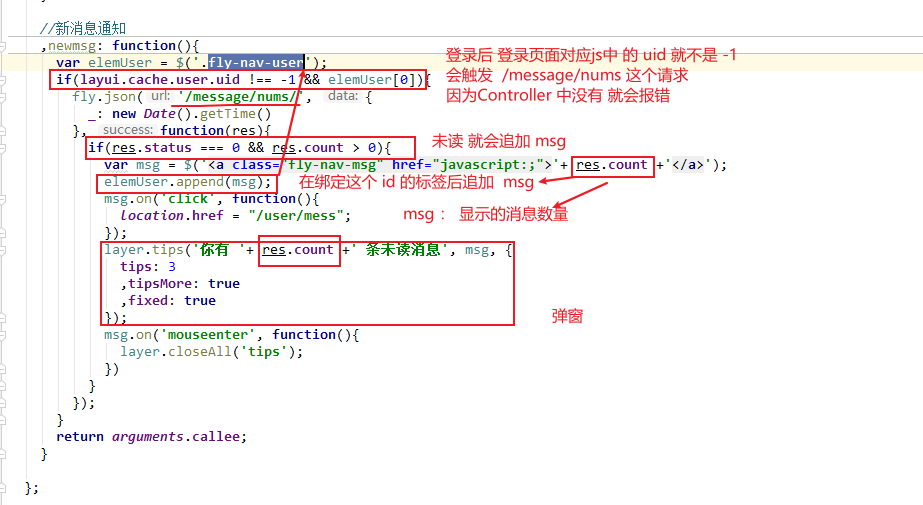 //新消息通知
,newmsg: function(){
var elemUser = $('.fly-nav-user');
登录后 登录页面对应js中 的 uid 就不是 -1
if(layui.cache.user.uid !== -1 && elemUser[0]){
会触发 /message/nums 这个请求
fly.json( url: '/message/nums/', data: {
因为Controller 中没有 就会报错
_: new Date().getTime()
}, success: function(res){
if(res.status === 0 && res.count > 0){
未读 就会追加 msg
var msg = $('<a class="fly-nav-msg" href="javascript:;">'+ res.count +'</a>');
elemUser.append(msg);
在绑定这个 id 的标签后追加 msg
msg.on('click', function(){
location.href = "/user/mess";
msg ： 显示的消息数量
});
layer.tips('你有 '+ res.count +' 条未读消息', msg, {
tips: 3
,tipsMore: true
,fixed: true
});
弹窗
msg.on('mouseenter', function(){
layer.closeAll('tips');
})
}
});
}
return arguments.callee;
}
};